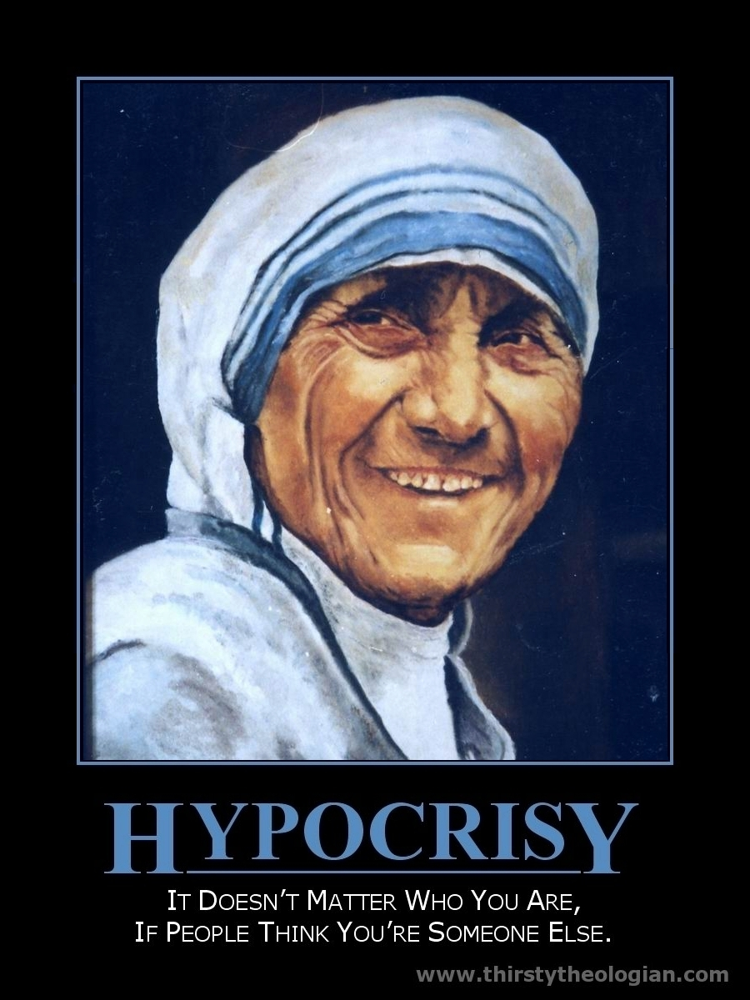 HYPOCRISY
It Doesn't Matter Who You Are,
If People Think You're Someone Else.
www.thirstytheologian.com